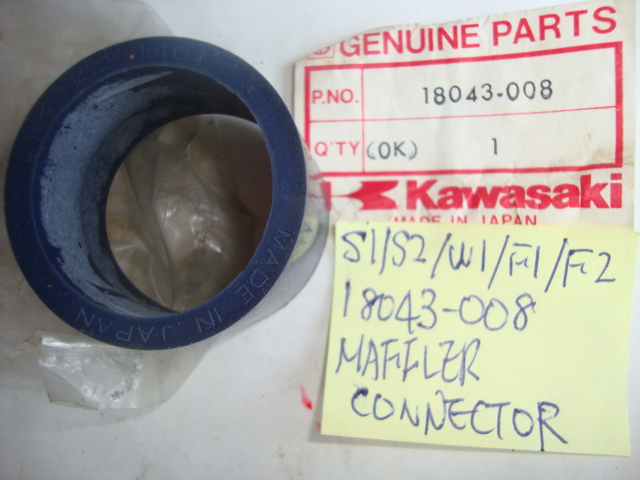 GENUINE PARTS
P.NO. 18043-008
Q'TY (OK) 1
Kawasaki
MADE IN JAPAN
S1/S2/W1/F1/F2
18043-008
MAFFLER
CONNECTOR
MADE IN JAPAN